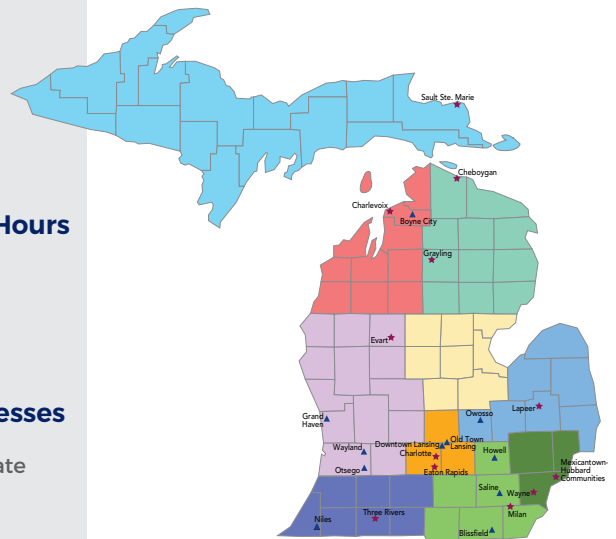 Hours
esses
ate
Sault Ste. Marie
Cheboygan
Charlevoix
Boyne City
Grayling
Evart
Grand
Haven
Owosso
Lapeer
Wayland
Downtown Lansing
Old Town
Lansing
Charlotte
Howell
Otsego
Eaton Rapids
Mexicantown-
Hubbard
Communities
Saline
Wayne
Niles
Three Rivers
Milan
Blissfield